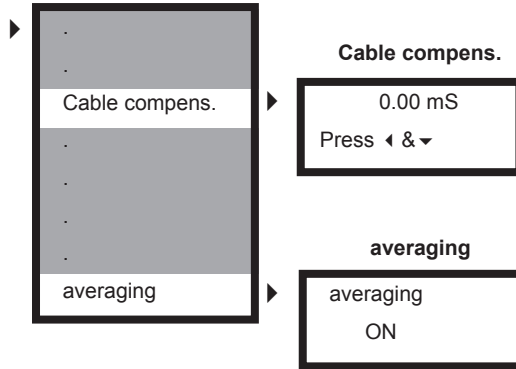 .
.
Cable compens.
.
.
.
.
averaging
Cable compens.
0.00 mS
Press ◂ & ▾
averaging
averaging
ON